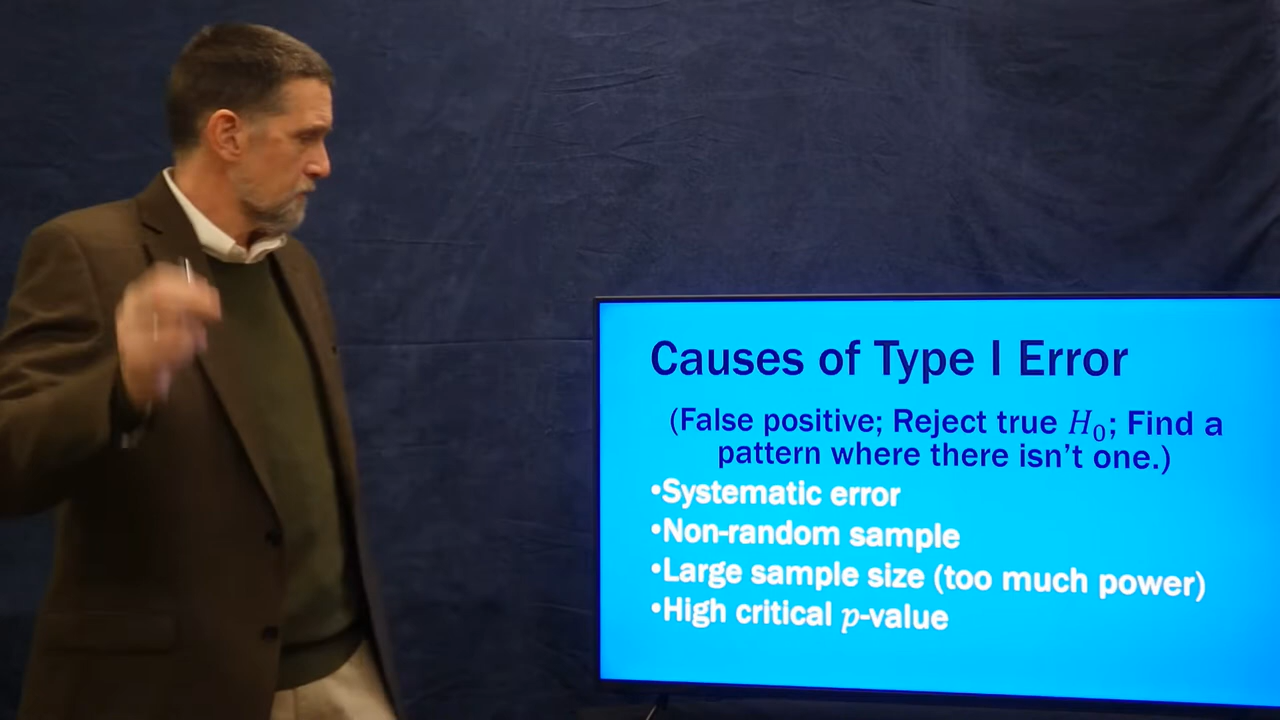 Causes of Type I Error
(False positive; Reject true H₀; Find a
pattern where there isn't one.)
•Systematic error
•Non-random sample
•Large sample size (too much power)
•High critical p-value